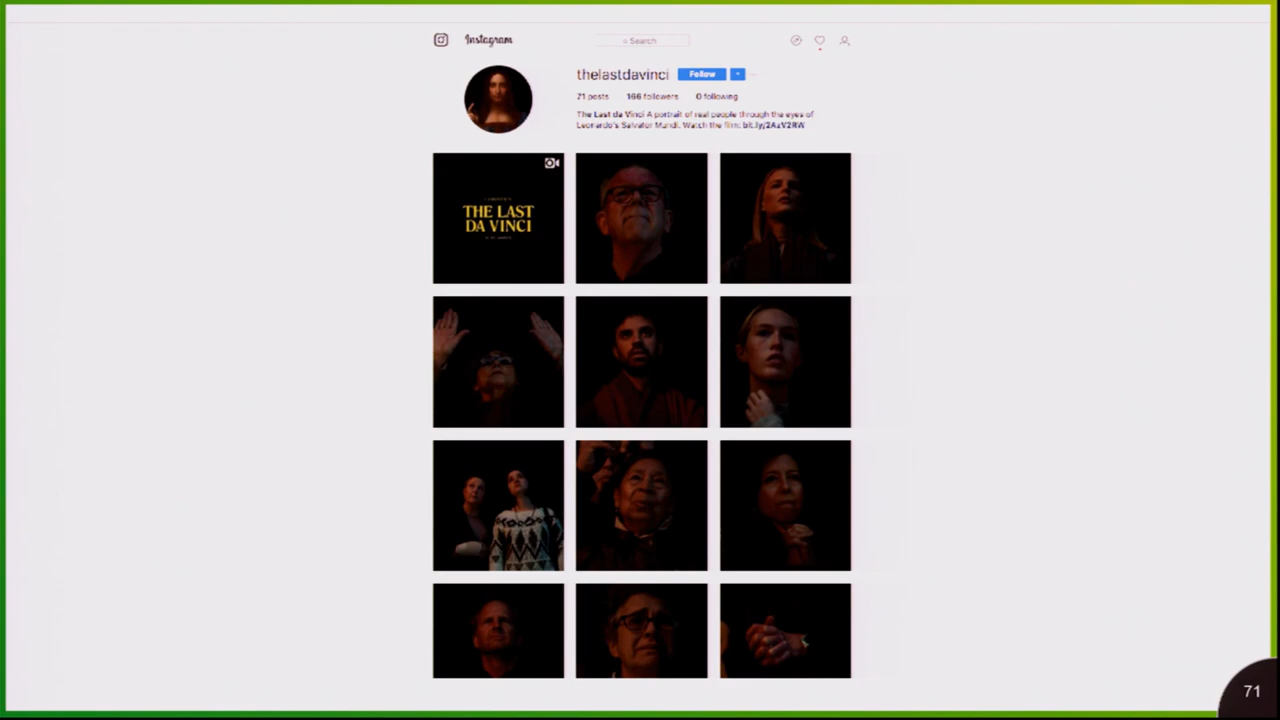 Instagram
Search
thelastdavinci Follow
71 posts 166 followers 0 following
The Last da Vinci A portrait of real people through the eyes of
Leonardo's Salvator Mundi. Watch the film: bit.ly/2AzV2RW
THE LAST
DA VINCI
71